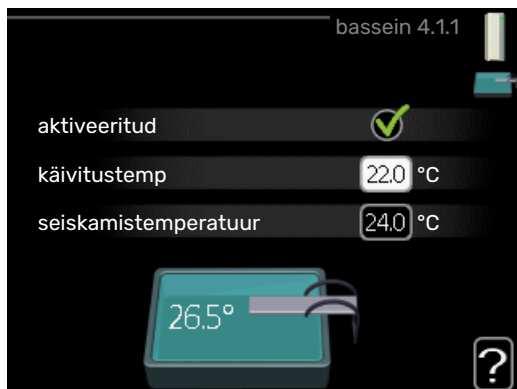 bassein 4.1.1
aktiveeritud
käivitustemp 22.0 °C
seiskamistemperatuur 24.0 °C
26.5°
?